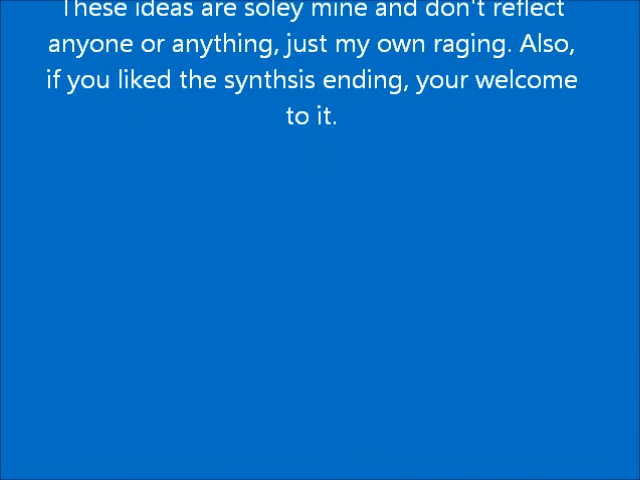 These ideas are soley mine and don't reflect
anyone or anything, just my own raging. Also,
if you liked the synthsis ending, your welcome
to it.